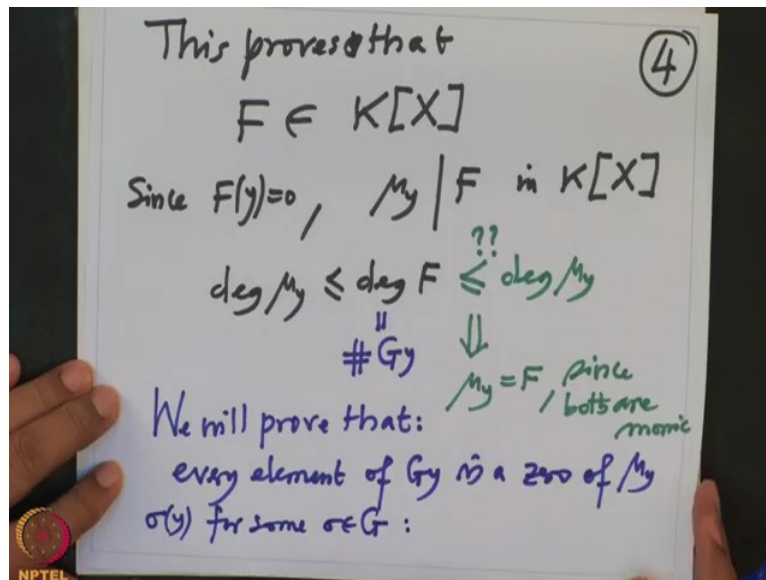 This proves that
④
F ∈ K[X]
Since F(y)=0, μy | F in K[X]
??
deg μy ≤ deg F ≤ deg μy
‖ ⇓
#Gy
μy = F, since
both are
monic
We will prove that:
every element of Gy is a zero of μy
σ(y) for some σ∈G :
NPTEL